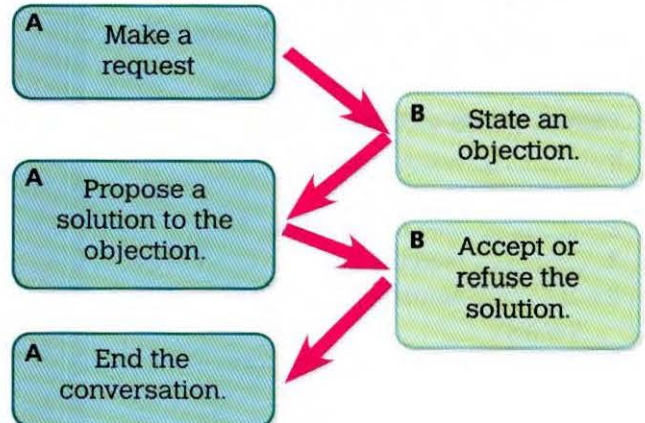 A
Make a
request
B
State an
objection.
A
Propose a
solution to the
objection.
B
Accept or
refuse the
solution.
A
End the
conversation.